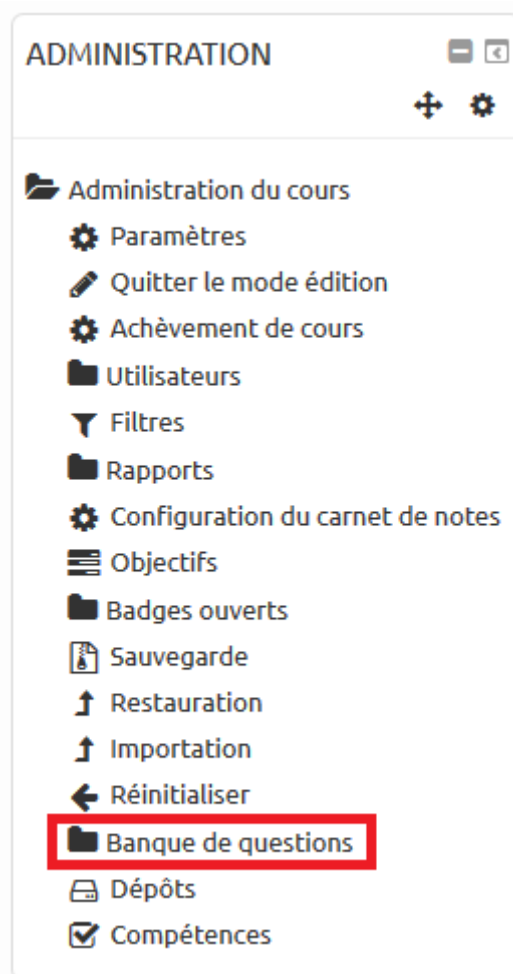 ADMINISTRATION
Administration du cours
Paramètres
Quitter le mode édition
Achèvement de cours
Utilisateurs
Filtres
Rapports
Configuration du carnet de notes
Objectifs
Badges ouverts
Sauvegarde
Restauration
Importation
Réinitialiser
Banque de questions
Dépôts
Compétences